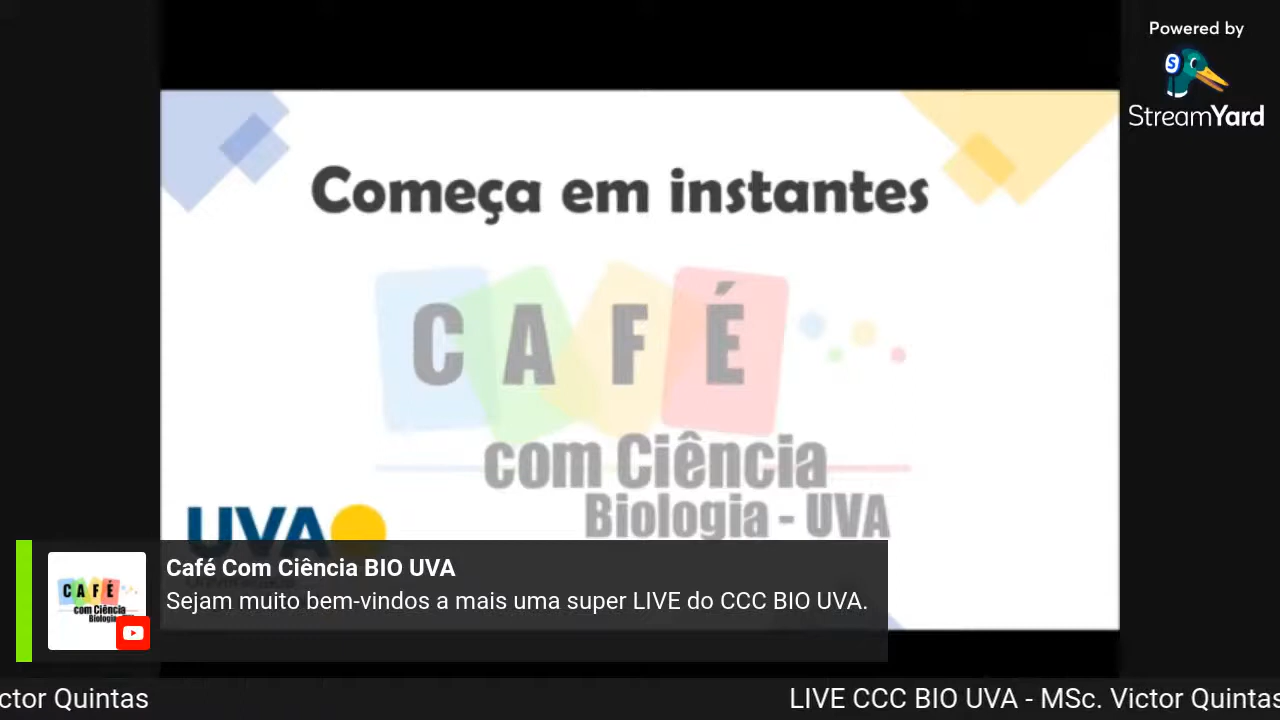 Powered by
StreamYard
Começa em instantes
CAFÉ
com Ciência
Biologia - UVA
UVA
Café Com Ciência BIO UVA
Sejam muito bem-vindos a mais uma super LIVE do CCC BIO UVA.
CAFÉ
com Ciência
ctor Quintas
LIVE CCC BIO UVA - MSc. Victor Quintas